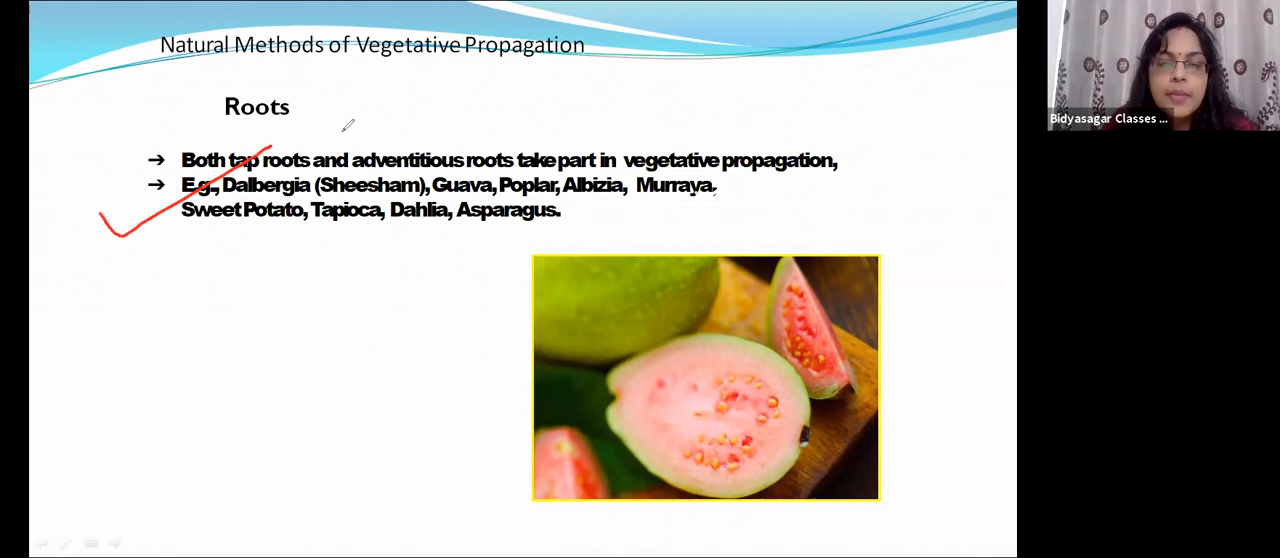 Natural Methods of Vegetative Propagation
Roots
➔ Both tap roots and adventitious roots take part in vegetative propagation,
➔ E.g., Dalbergia (Sheesham), Guava, Poplar, Albizia, Murraya.
Sweet Potato, Tapioca, Dahlia, Asparagus.
Bidyasagar Classes ...